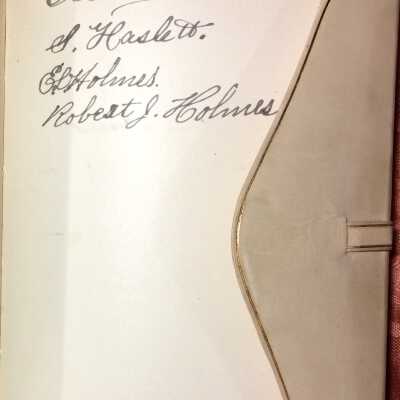 S. Haslett.
E.S. Holmes.
Robert J. Holmes